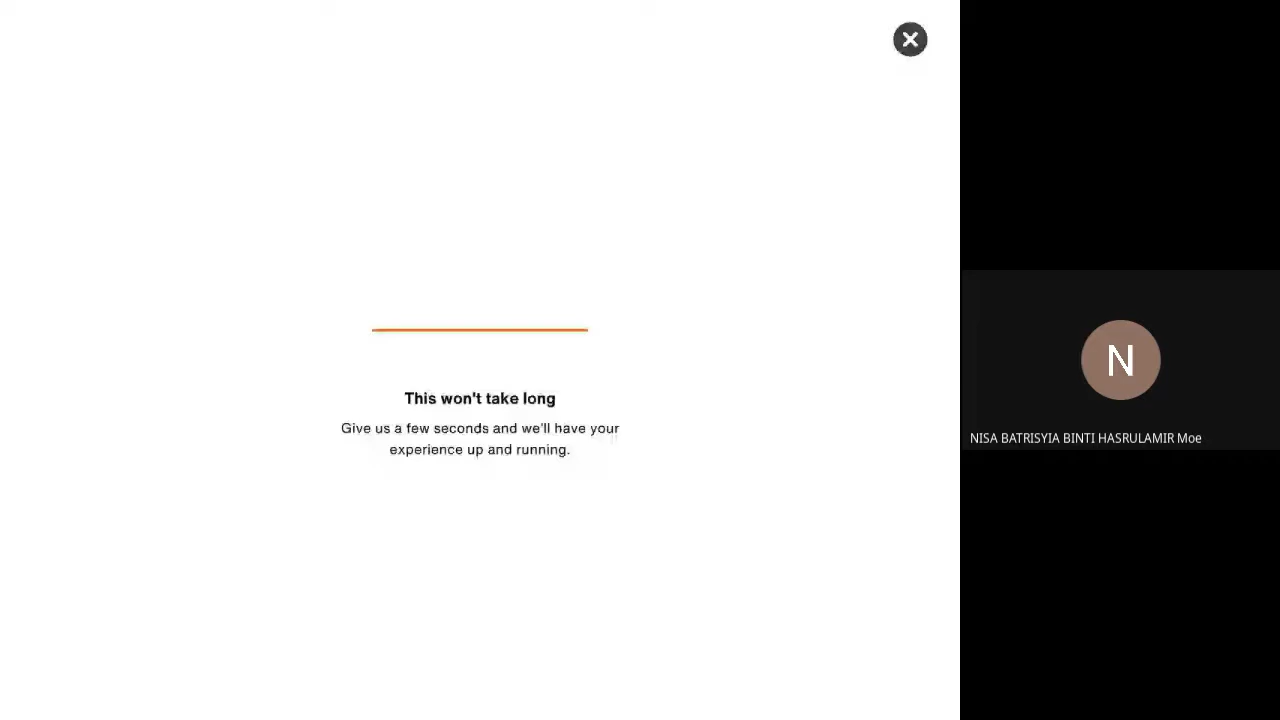 This won't take long
Give us a few seconds and we'll have your
experience up and running.
N
NISA BATRISYIA BINTI HASRULAMIR Moe